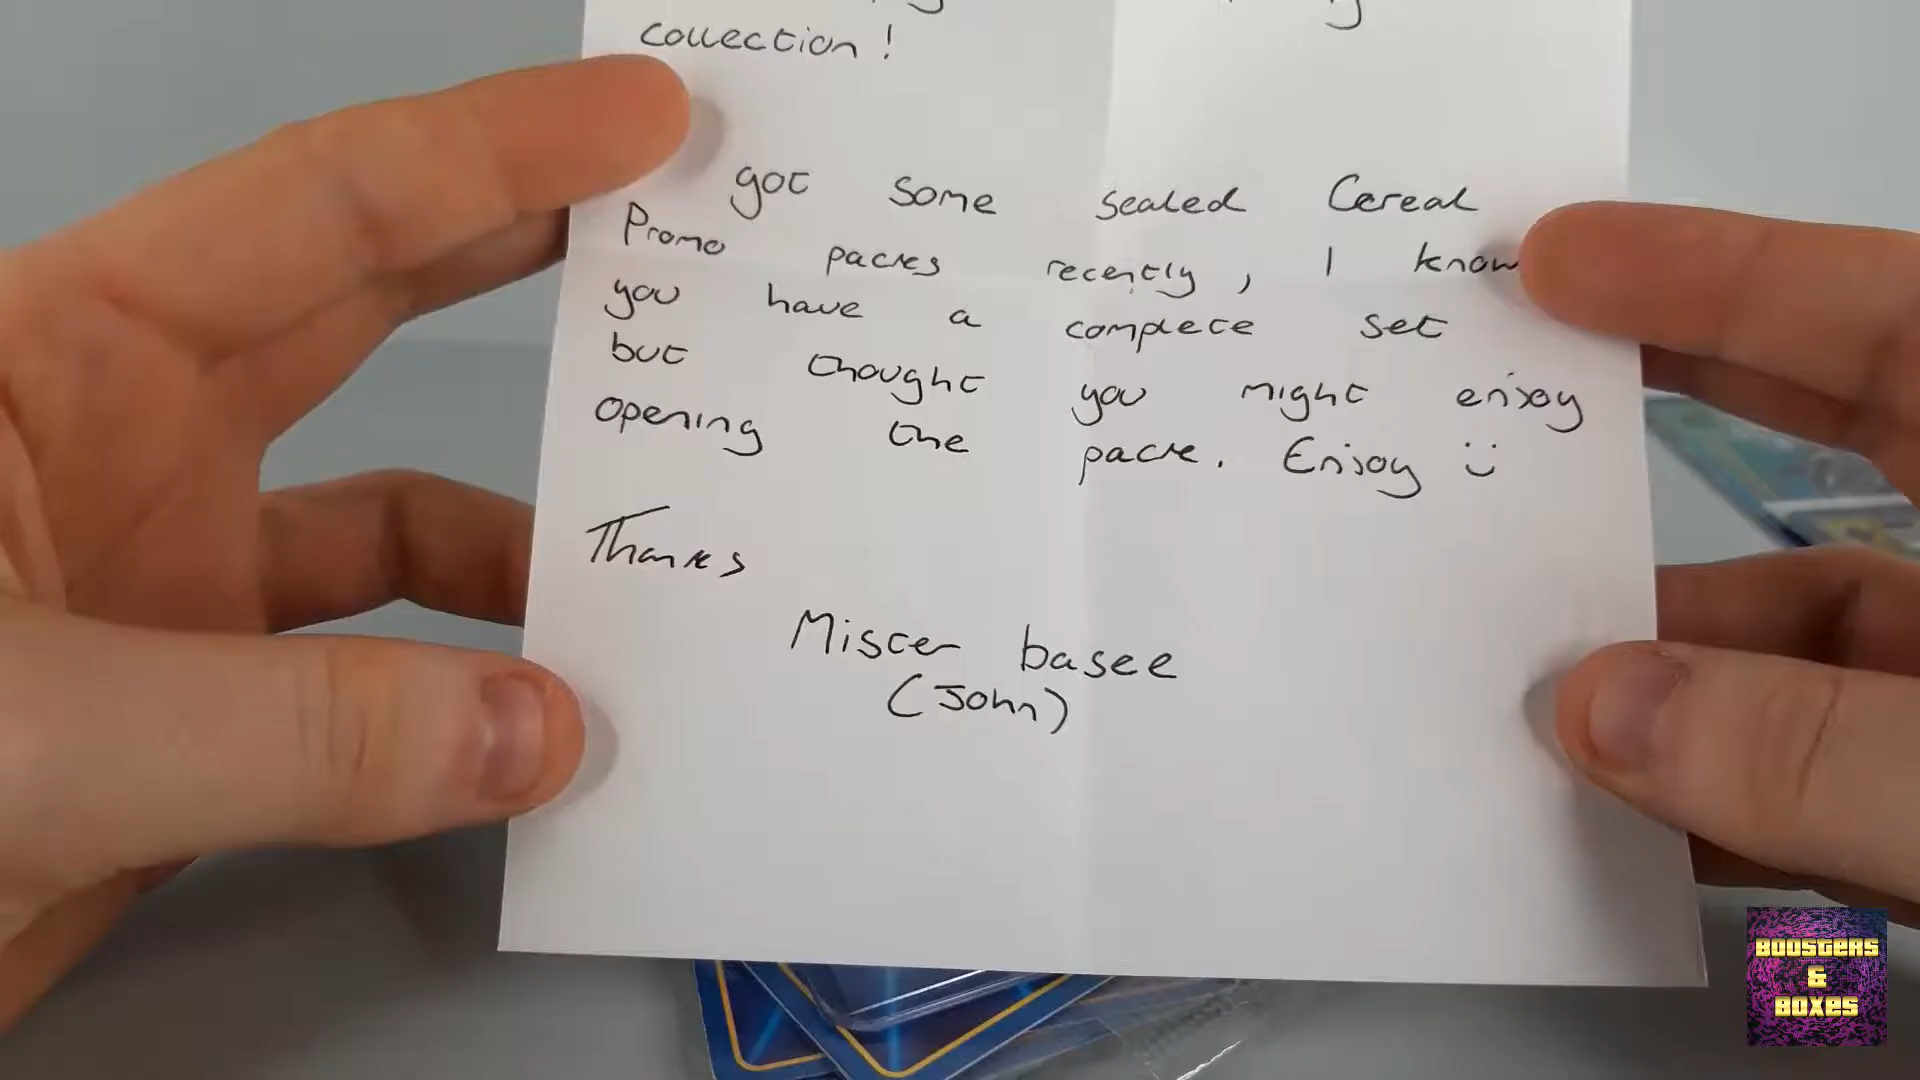 collection!
got some sealed Cereal
Promo packs recently, I know
you have a complete set
but thought you might enjoy
opening the pack. Enjoy :)
Thanks
Mister basee
(John)
BOOSTERS
&
BOXES